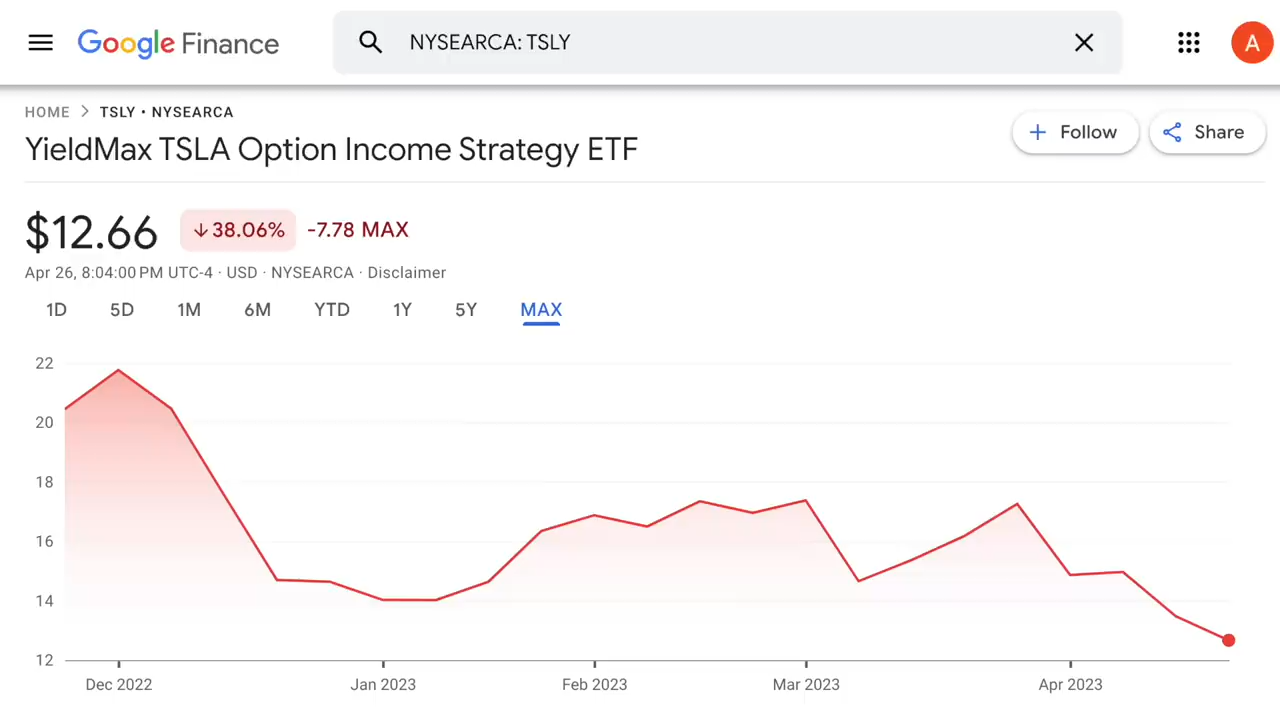 Google Finance
NYSEARCA: TSLY
A
HOME > TSLY • NYSEARCA
YieldMax TSLA Option Income Strategy ETF
+ Follow
Share
$12.66 ↓38.06% -7.78 MAX
Apr 26, 8:04:00 PM UTC-4 · USD · NYSEARCA · Disclaimer
1D 5D 1M 6M YTD 1Y 5Y MAX
22
20
18
16
14
12
Dec 2022 Jan 2023 Feb 2023 Mar 2023 Apr 2023